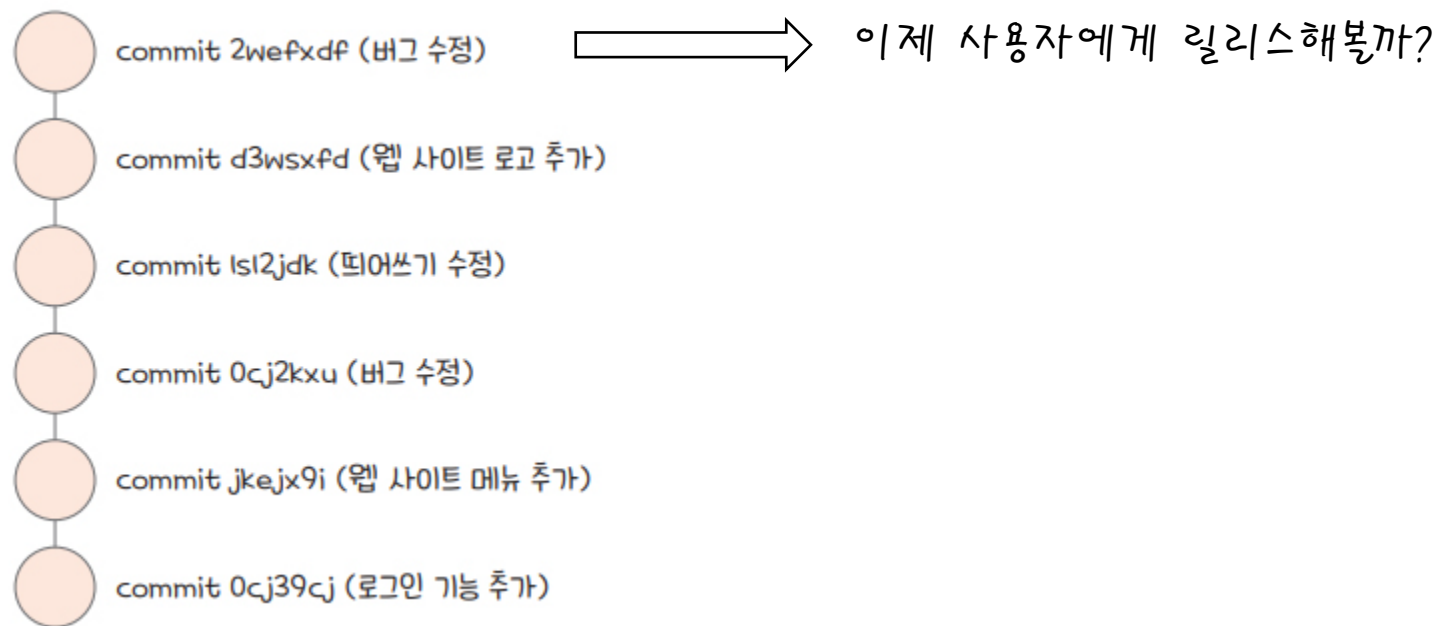 commit 2wefxdf (버그 수정)
이제 사용자에게 릴리스해볼까?
commit d3wsxfd (웹 사이트 로고 추가)
commit lsl2jdk (띄어쓰기 수정)
commit 0cj2kxu (버그 수정)
commit jkejx9i (웹 사이트 메뉴 추가)
commit 0cj39cj (로그인 기능 추가)